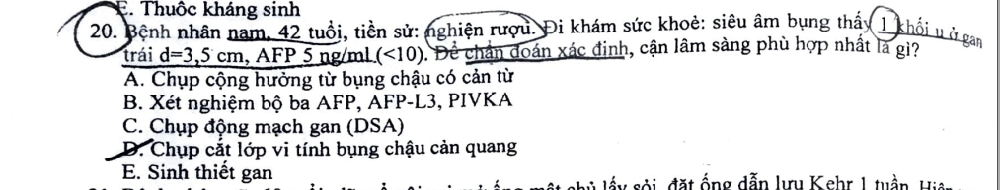 E. Thuốc kháng sinh
20. Bệnh nhân nam, 42 tuổi, tiền sử: nghiện rượu. Đi khám sức khoẻ: siêu âm bụng thấy 1 khối u ở gan
trái d=3,5 cm, AFP 5 ng/mL (<10). Để chẩn đoán xác định, cận lâm sàng phù hợp nhất là gì?
A. Chụp cộng hưởng từ bụng chậu có cản từ
B. Xét nghiệm bộ ba AFP, AFP-L3, PIVKA
C. Chụp động mạch gan (DSA)
D. Chụp cắt lớp vi tính bụng chậu cản quang
E. Sinh thiết gan
một chủ lấy sỏi, đặt ống dẫn lưu Kehr 1 tuần.